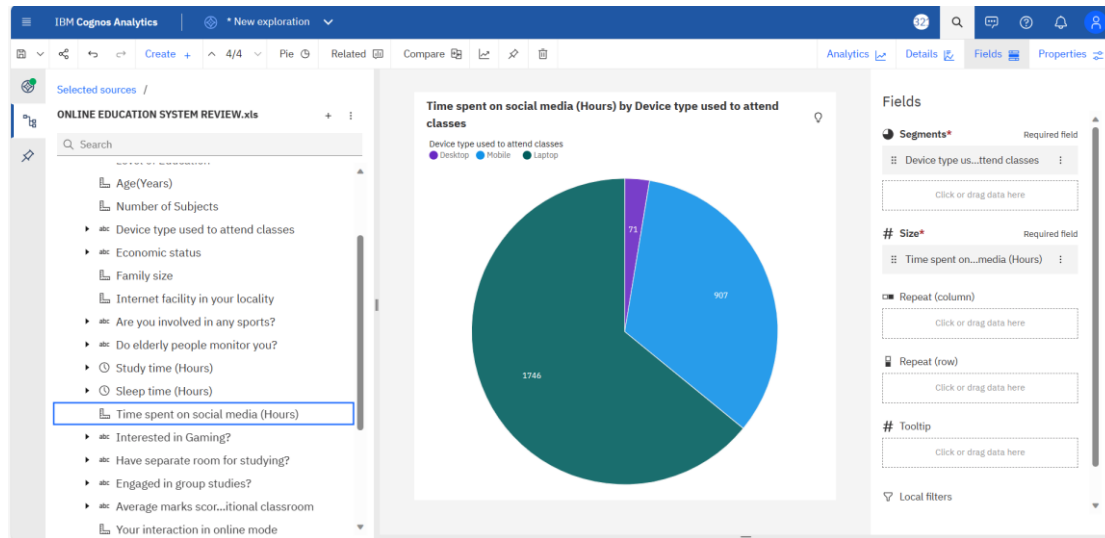 IBM Cognos Analytics
* New exploration
Create +
4/4
Pie
Related
Compare
Analytics
Details
Fields
Properties
Selected sources /
ONLINE EDUCATION SYSTEM REVIEW.xls
Search
Age(Years)
Number of Subjects
abc Device type used to attend classes
abc Economic status
Family size
Internet facility in your locality
abc Are you involved in any sports?
abc Do elderly people monitor you?
Study time (Hours)
Sleep time (Hours)
Time spent on social media (Hours)
abc Interested in Gaming?
abc Have separate room for studying?
abc Engaged in group studies?
abc Average marks scor...itional classroom
Your interaction in online mode
Time spent on social media (Hours) by Device type used to attend
classes
Device type used to attend classes
Desktop Mobile Laptop
71
907
1746
Fields
Segments* Required field
Device type us...ttend classes
Click or drag data here
# Size* Required field
Time spent on...media (Hours)
Repeat (column)
Click or drag data here
Repeat (row)
Click or drag data here
# Tooltip
Click or drag data here
Local filters